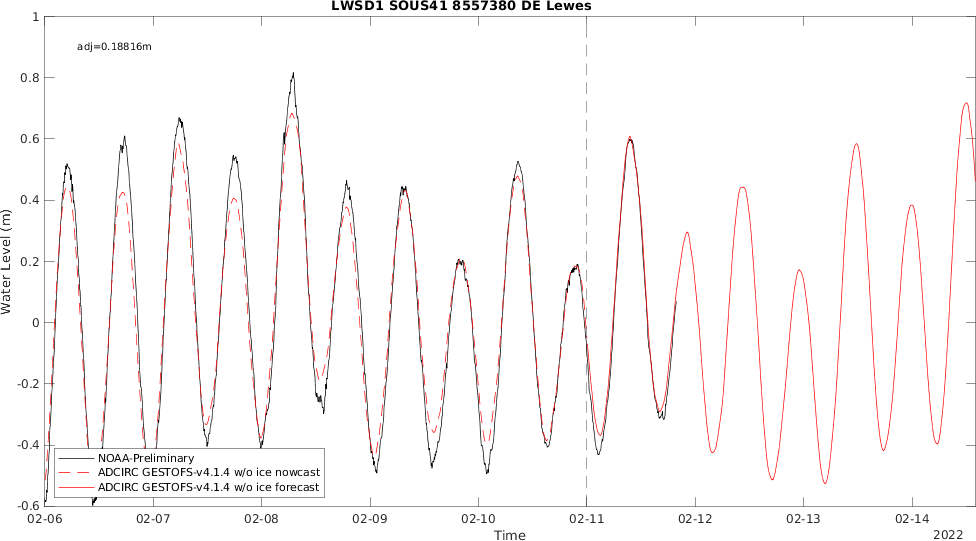 LWSD1 SOUS41 8557380 DE Lewes
adj=0.18816m
1
0.8
0.6
0.4
0.2
0
-0.2
-0.4
-0.6
Water Level (m)
NOAA-Preliminary
ADCIRC GESTOFS-v4.1.4 w/o ice nowcast
ADCIRC GESTOFS-v4.1.4 w/o ice forecast
02-06 02-07 02-08 02-09 02-10 02-11 02-12 02-13 02-14
Time
2022